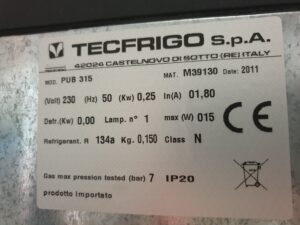 TECFRIGO S.p.A.
42024 CASTELNOVO DI SOTTO (RE) ITALY
MOD. PUB 315 MAT. M39130 Date: 2011
(Volt) 230 (Hz) 50 (Kw) 0,25 In(A) 01,80
Defr.(Kw) 0,00 Lamp. n° 1 max (W) 015
Refrigerant. R 134a Kg. 0,150 Class N
Gas max pression tested (bar) 7 IP20
prodotto importato
CE